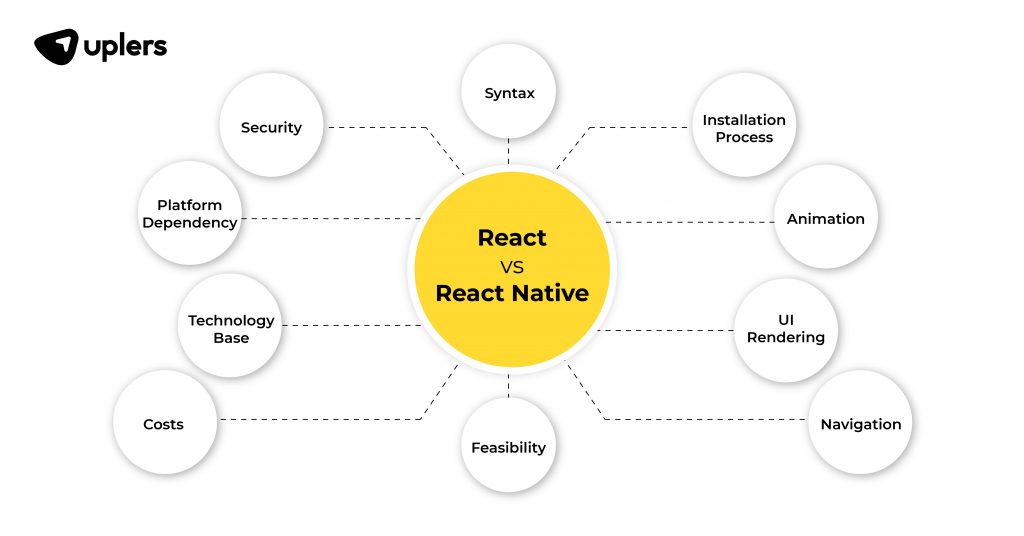 uplers
Syntax
Security
Installation
Process
Platform
Dependency
Animation
React
vs
React Native
Technology
Base
UI
Rendering
Costs
Feasibility
Navigation